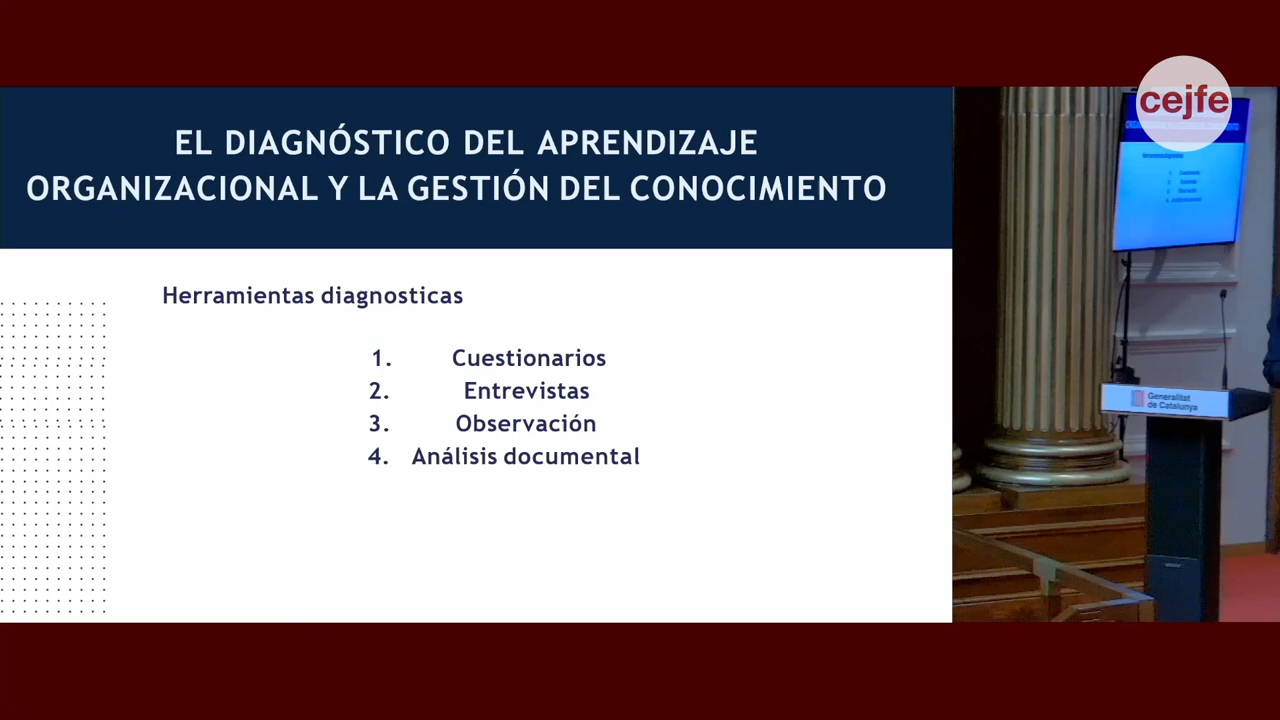 EL DIAGNÓSTICO DEL APRENDIZAJE
ORGANIZACIONAL Y LA GESTIÓN DEL CONOCIMIENTO
Herramientas diagnosticas
1. Cuestionarios
2. Entrevistas
3. Observación
4. Análisis documental
cejfe
Generalitat
de Catalunya